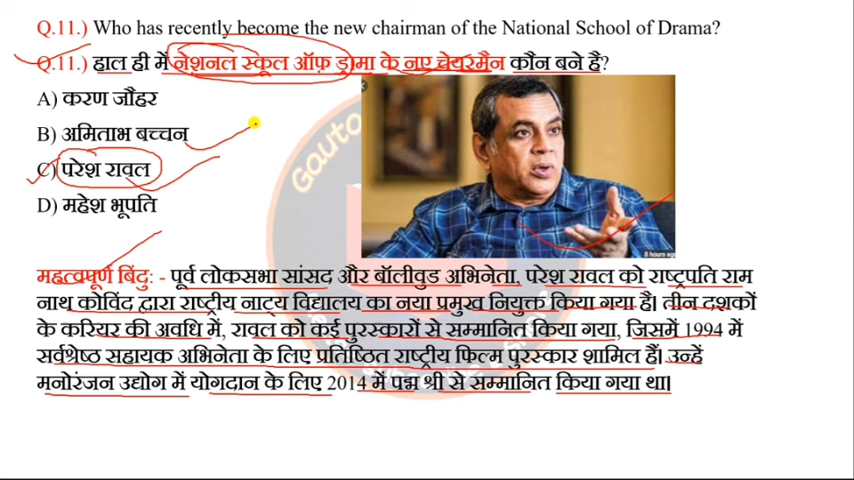 Q.11.) Who has recently become the new chairman of the National School of Drama?
Q.11.) हाल ही में नेशनल स्कूल ऑफ़ ड्रामा के नए चेयरमैन कौन बने है?
A) करण जौहर
B) अमिताभ बच्चन
C) परेश रावल
D) महेश भूपति
8 hours ag
महत्वपूर्ण बिंदु: - पूर्व लोकसभा सांसद और बॉलीवुड अभिनेता, परेश रावल को राष्ट्रपति राम
नाथ कोविंद द्वारा राष्ट्रीय नाट्य विद्यालय का नया प्रमुख नियुक्त किया गया है। तीन दशकों
के करियर की अवधि में, रावल को कई पुरस्कारों से सम्मानित किया गया, जिसमें 1994 में
सर्वश्रेष्ठ सहायक अभिनेता के लिए प्रतिष्ठित राष्ट्रीय फिल्म पुरस्कार शामिल हैं। उन्हें
मनोरंजन उद्योग में योगदान के लिए 2014 में पद्म श्री से सम्मानित किया गया था।